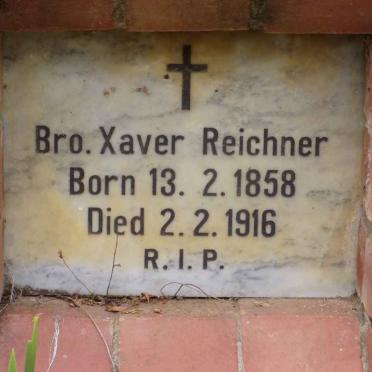 Bro. Xaver Reichner
Born 13. 2. 1858
Died 2. 2. 1916
R. I. P.